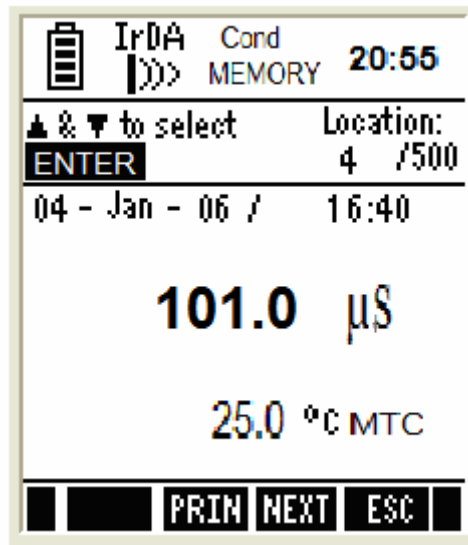 IrDA Cond
MEMORY 20:55
▲ & ▼ to select Location:
ENTER 4 /500
04 - Jan - 06 / 16:40
101.0 µS
25.0 ºC MTC
PRIN NEXT ESC